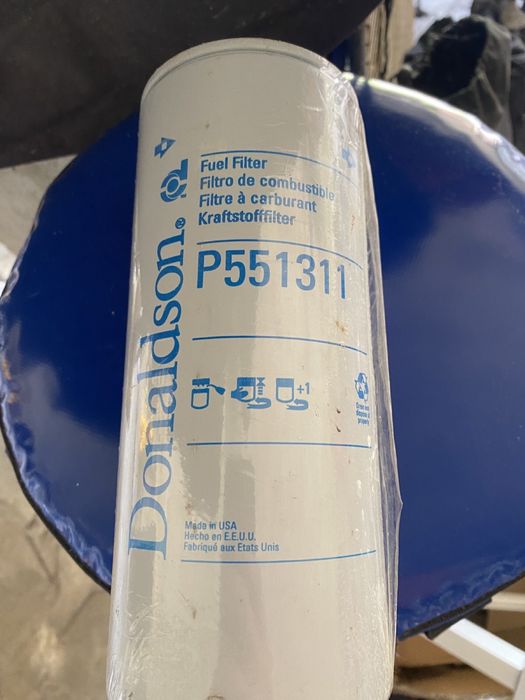 Donaldson®
Fuel Filter
Filtro de combustible
Filtre à carburant
Kraftstofffilter
P551311
+1
Made in USA
Hecho en E.E.U.U.
Fabriqué aux Etats Unis